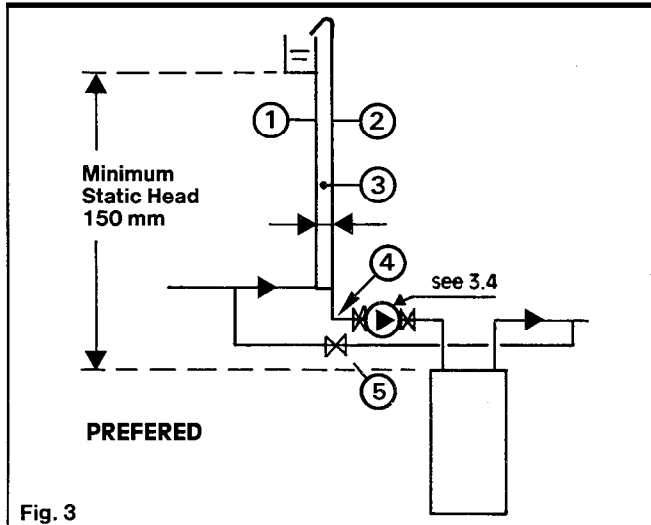 1
2
Minimum
Static Head
150 mm
3
4
see 3.4
5
PREFERED
Fig. 3